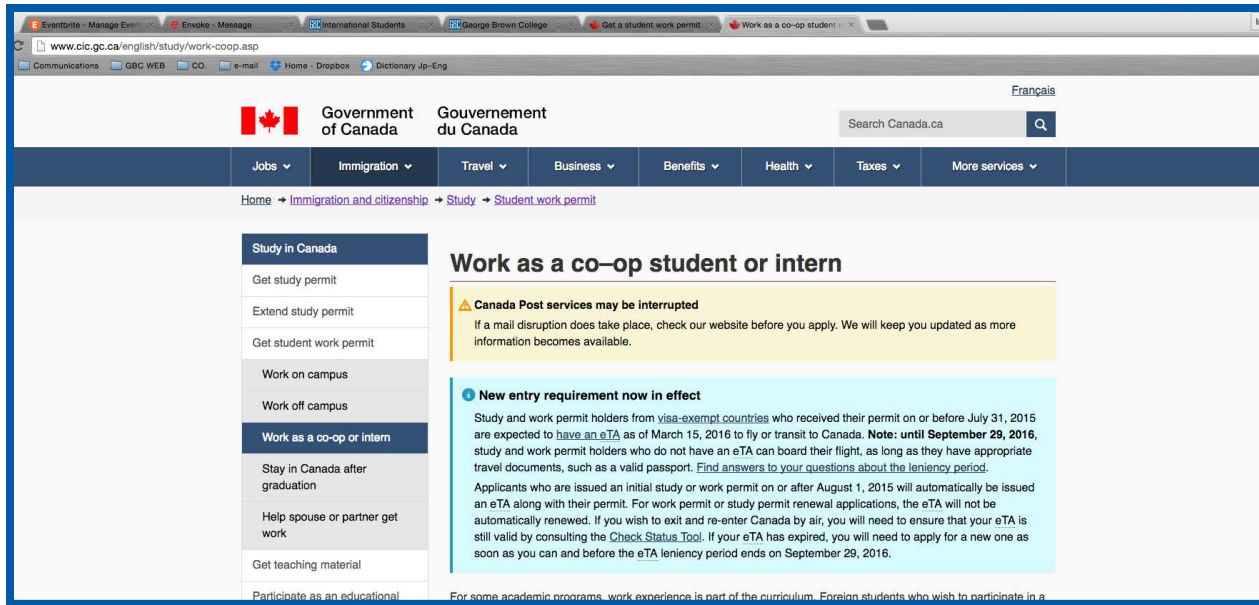 Eventbrite - Manage Even
Envoke - Message
International Students
George Brown College
Get a student work permit
Work as a co-op student
www.cic.gc.ca/english/study/work-coop.asp
Communications GBC WEB CO. e-mail Home - Dropbox Dictionary Jp-Eng
Français
Government Gouvernement
of Canada du Canada
Search Canada.ca
Jobs Immigration Travel Business Benefits Health Taxes More services
Home → Immigration and citizenship → Study → Student work permit
Study in Canada
Get study permit
Extend study permit
Get student work permit
Work on campus
Work off campus
Work as a co-op or intern
Stay in Canada after
graduation
Help spouse or partner get
work
Get teaching material
Participate as an educational
Work as a co–op student or intern
Canada Post services may be interrupted
If a mail disruption does take place, check our website before you apply. We will keep you updated as more
information becomes available.
New entry requirement now in effect
Study and work permit holders from visa-exempt countries who received their permit on or before July 31, 2015
are expected to have an eTA as of March 15, 2016 to fly or transit to Canada. Note: until September 29, 2016,
study and work permit holders who do not have an eTA can board their flight, as long as they have appropriate
travel documents, such as a valid passport. Find answers to your questions about the leniency period.
Applicants who are issued an initial study or work permit on or after August 1, 2015 will automatically be issued
an eTA along with their permit. For work permit or study permit renewal applications, the eTA will not be
automatically renewed. If you wish to exit and re-enter Canada by air, you will need to ensure that your eTA is
still valid by consulting the Check Status Tool. If your eTA has expired, you will need to apply for a new one as
soon as you can and before the eTA leniency period ends on September 29, 2016.
For some academic programs, work experience is part of the curriculum. Foreign students who wish to participate in a